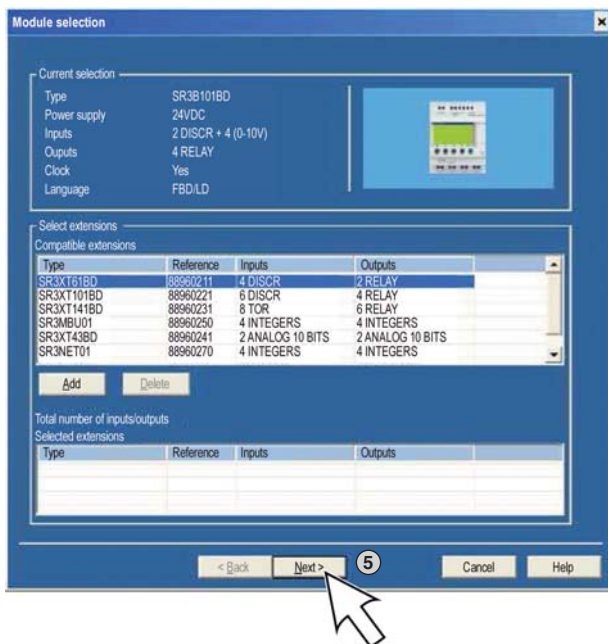 Module selection
Current selection
Type SR3B101BD
Power supply 24VDC
Inputs 2 DISCR + 4 (0-10V)
Ouputs 4 RELAY
Clock Yes
Language FBD/LD
Select extensions
Compatible extensions
Type Reference Inputs Outputs
SR3XT61BD 88960211 4 DISCR 2 RELAY
SR3XT101BD 88960221 6 DISCR 4 RELAY
SR3XT141BD 88960231 8 TOR 6 RELAY
SR3MBU01 88960250 4 INTEGERS 4 INTEGERS
SR3XT43BD 88960241 2 ANALOG 10 BITS 2 ANALOG 10 BITS
SR3NET01 88960270 4 INTEGERS 4 INTEGERS
Add Delete
Total number of inputs/outputs
Selected extensions
Type Reference Inputs Outputs
< Back Next > 5 Cancel Help